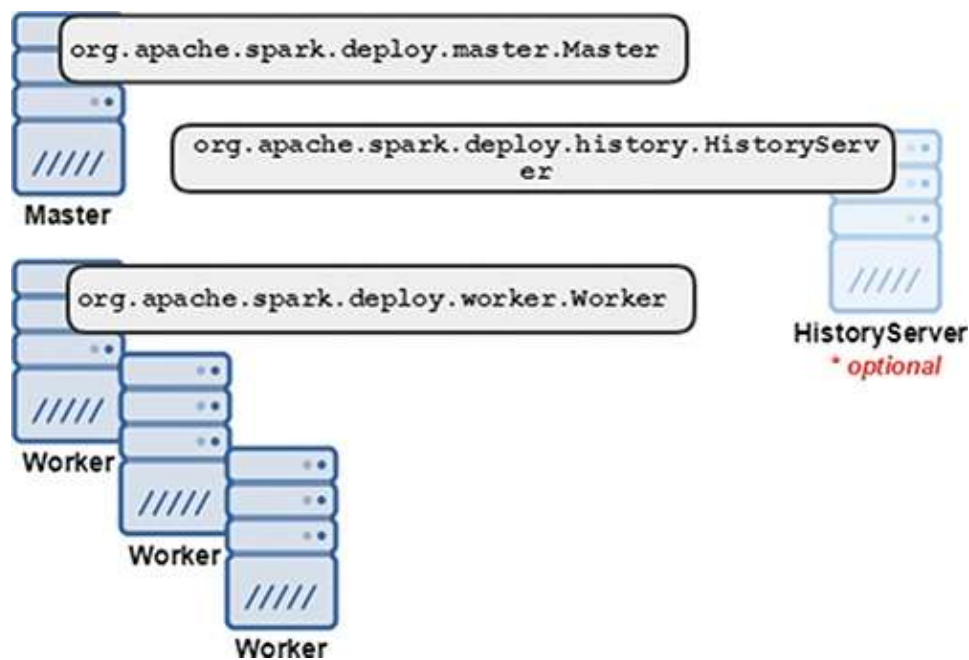 org.apache.spark.deploy.master.Master
org.apache.spark.deploy.history.HistoryServ
er
Master
org.apache.spark.deploy.worker.Worker
HistoryServer
* optional
Worker
Worker
Worker